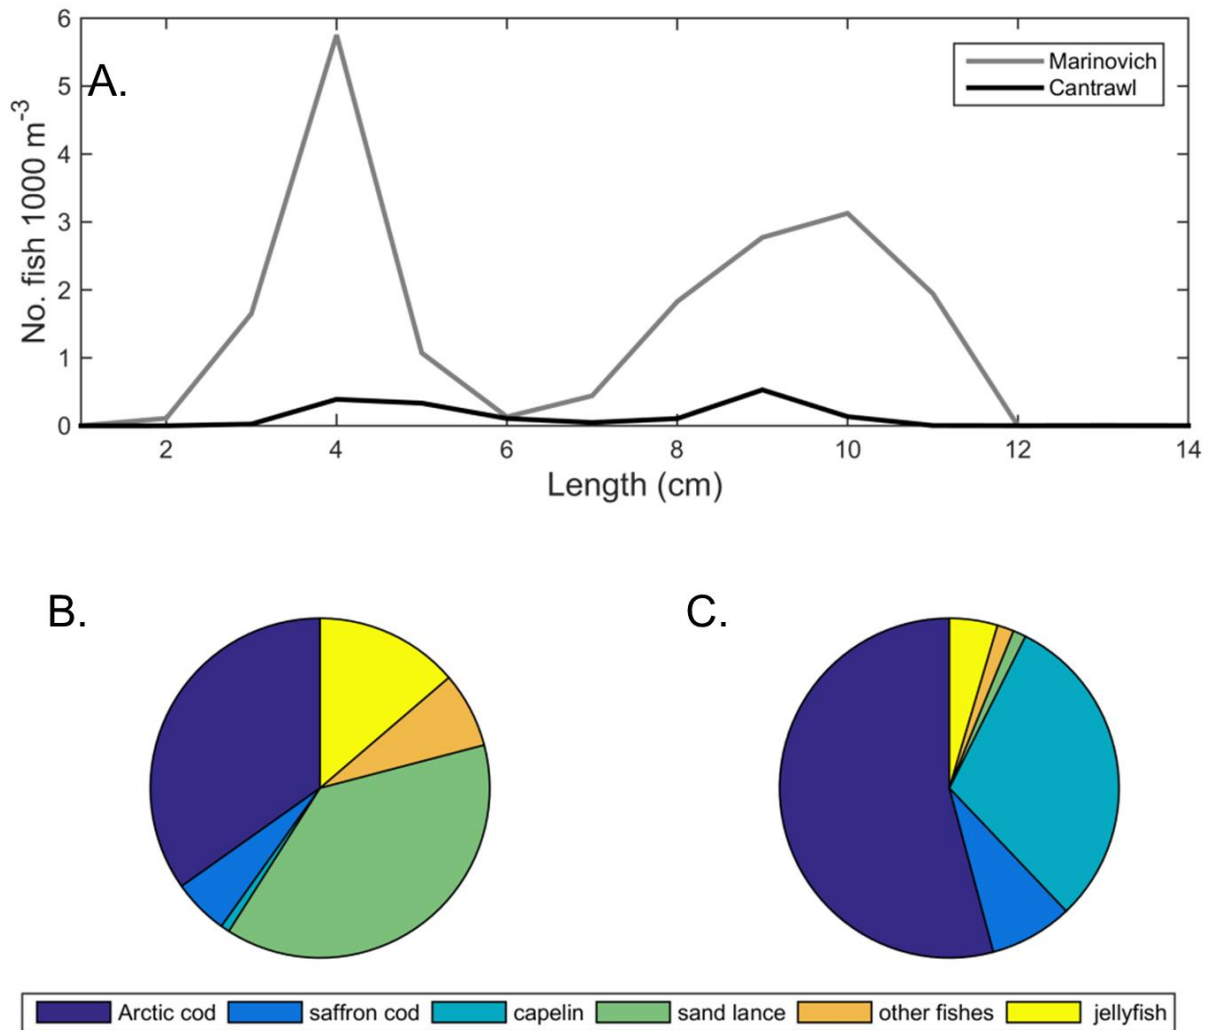 A.
6
5
4
3
2
1
0
No. fish 1000 m⁻³
Marinovich
Cantrawl
2 4 6 8 10 12 14
Length (cm)
B. C.
Arctic cod saffron cod capelin sand lance other fishes jellyfish